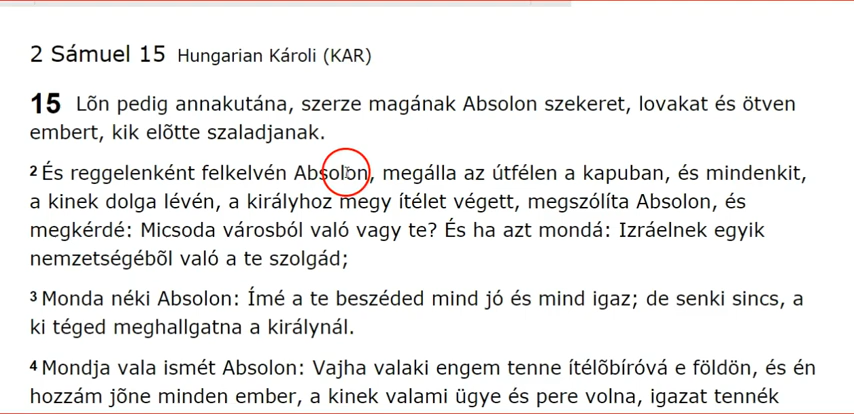 2 Sámuel 15 Hungarian Károli (KAR)
15 Lõn pedig annakutána, szerze magának Absolon szekeret, lovakat és ötven
embert, kik elõtte szaladjanak.
2 És reggelenként felkelvén Absolon, megálla az útfélen a kapuban, és mindenkit,
a kinek dolga lévén, a királyhoz megy ítélet végett, megszólíta Absolon, és
megkérdé: Micsoda városból való vagy te? És ha azt mondá: Izráelnek egyik
nemzetségébõl való a te szolgád;
3 Monda néki Absolon: Ímé a te beszéded mind jó és mind igaz; de senki sincs, a
ki téged meghallgatna a királynál.
4 Mondja vala ismét Absolon: Vajha valaki engem tenne ítélõbíróvá e földön, és én
hozzám jõne minden ember, a kinek valami ügye és pere volna, igazat tennék